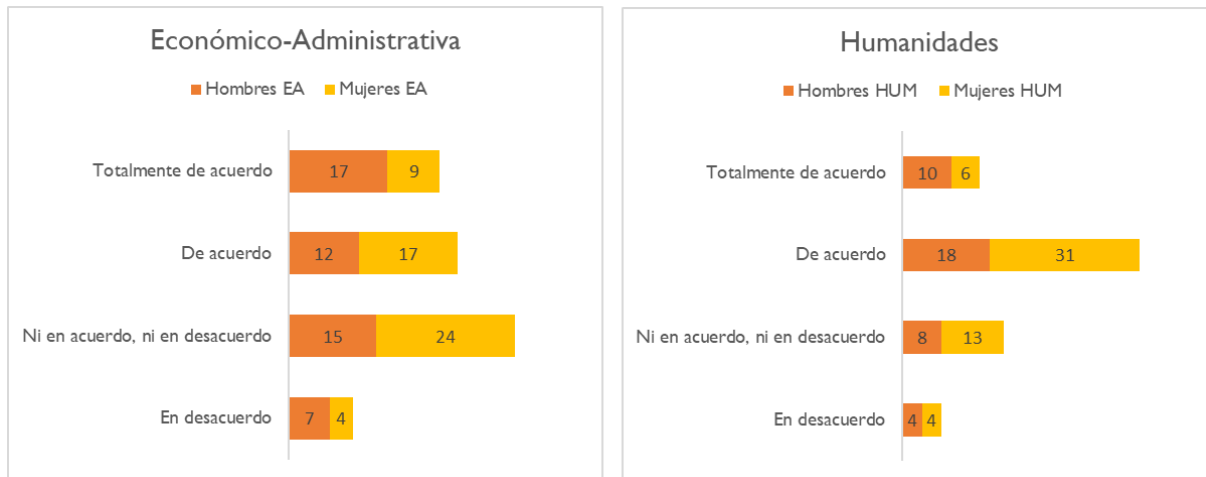 Económico-Administrativa
Hombres EA Mujeres EA
Totalmente de acuerdo 17 9
De acuerdo 12 17
Ni en acuerdo, ni en desacuerdo 15 24
En desacuerdo 7 4
Humanidades
Hombres HUM Mujeres HUM
Totalmente de acuerdo 10 6
De acuerdo 18 31
Ni en acuerdo, ni en desacuerdo 8 13
En desacuerdo 4 4